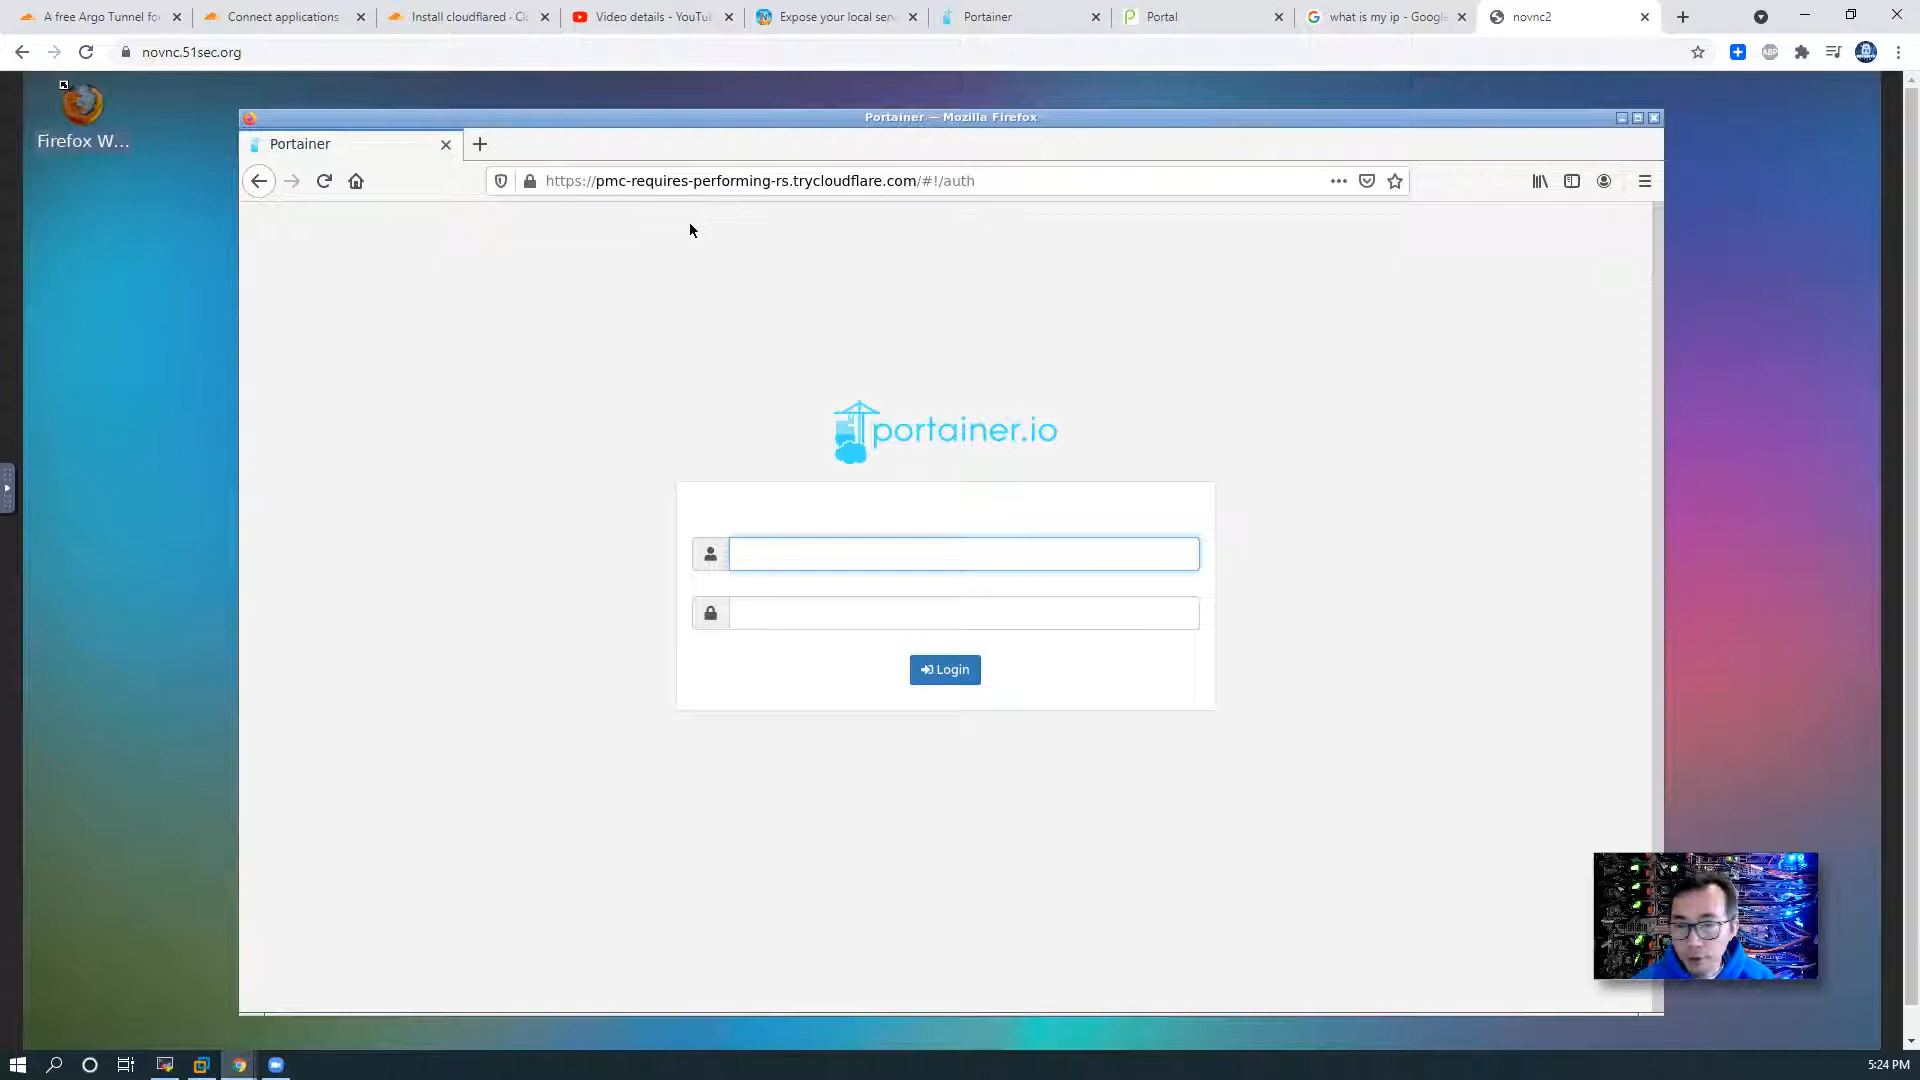 A free Argo Tunnel fo
Connect applications
Install cloudflared · Cl
Video details - YouTu
Expose your local serv
Portainer
Portal
what is my ip - Google
novnc2
novnc.51sec.org
ABP
Firefox W...
Portainer — Mozilla Firefox
Portainer
https://pmc-requires-performing-rs.trycloudflare.com/#!/auth
portainer.io
Login
5:24 PM